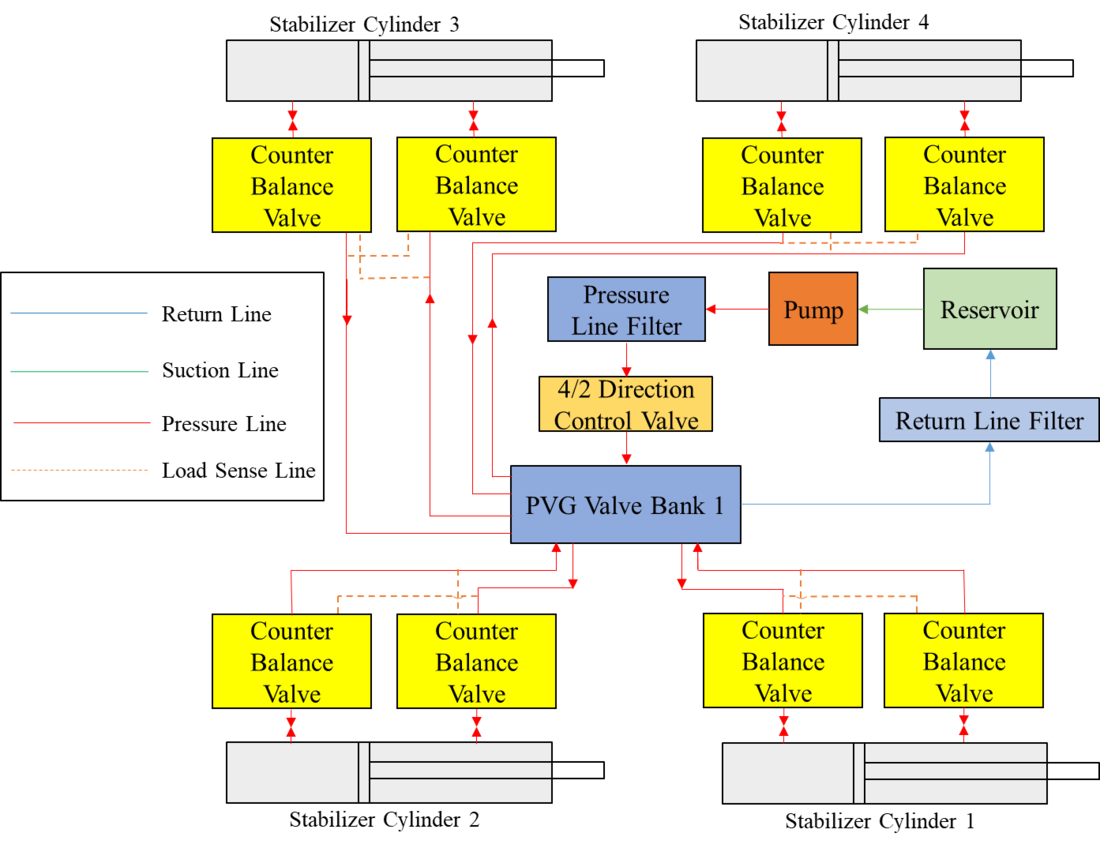 Stabilizer Cylinder 3
Stabilizer Cylinder 4
Counter
Balance
Valve
Counter
Balance
Valve
Counter
Balance
Valve
Counter
Balance
Valve
Return Line
Suction Line
Pressure Line
Load Sense Line
Pressure
Line Filter
Pump
Reservoir
4/2 Direction
Control Valve
Return Line Filter
PVG Valve Bank 1
Counter
Balance
Valve
Counter
Balance
Valve
Counter
Balance
Valve
Counter
Balance
Valve
Stabilizer Cylinder 2
Stabilizer Cylinder 1